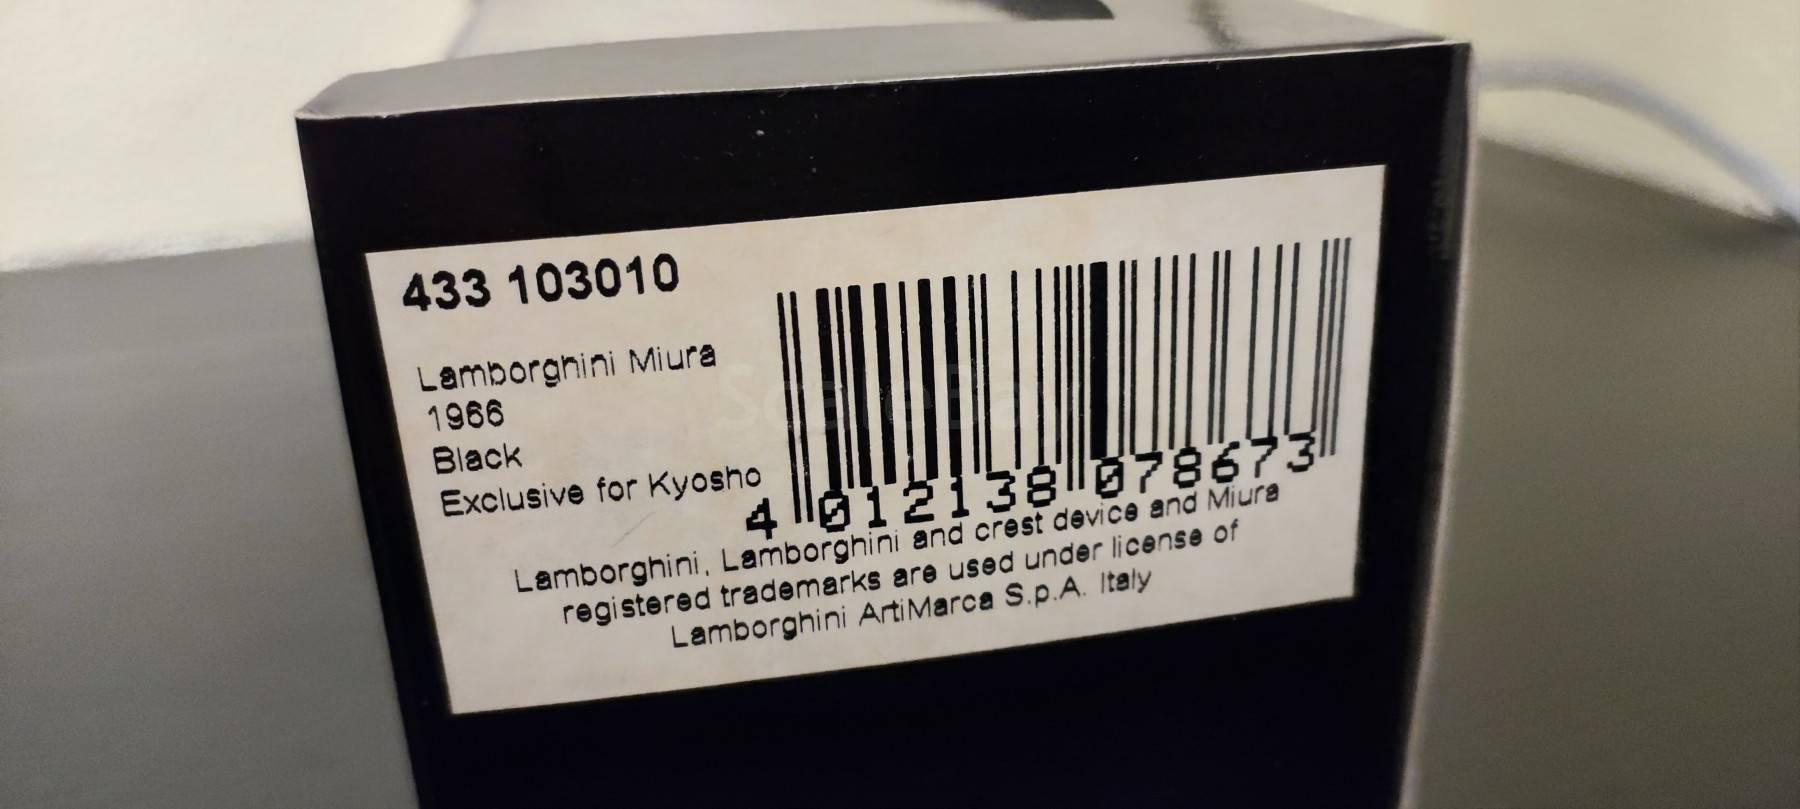 433 103010
Lamborghini Miura
1966
Black
Exclusive for Kyosho
4 012138 078673
Lamborghini, Lamborghini and crest device and Miura
registered trademarks are used under license of
Lamborghini ArtiMarca S.p.A. Italy
ScaleBay